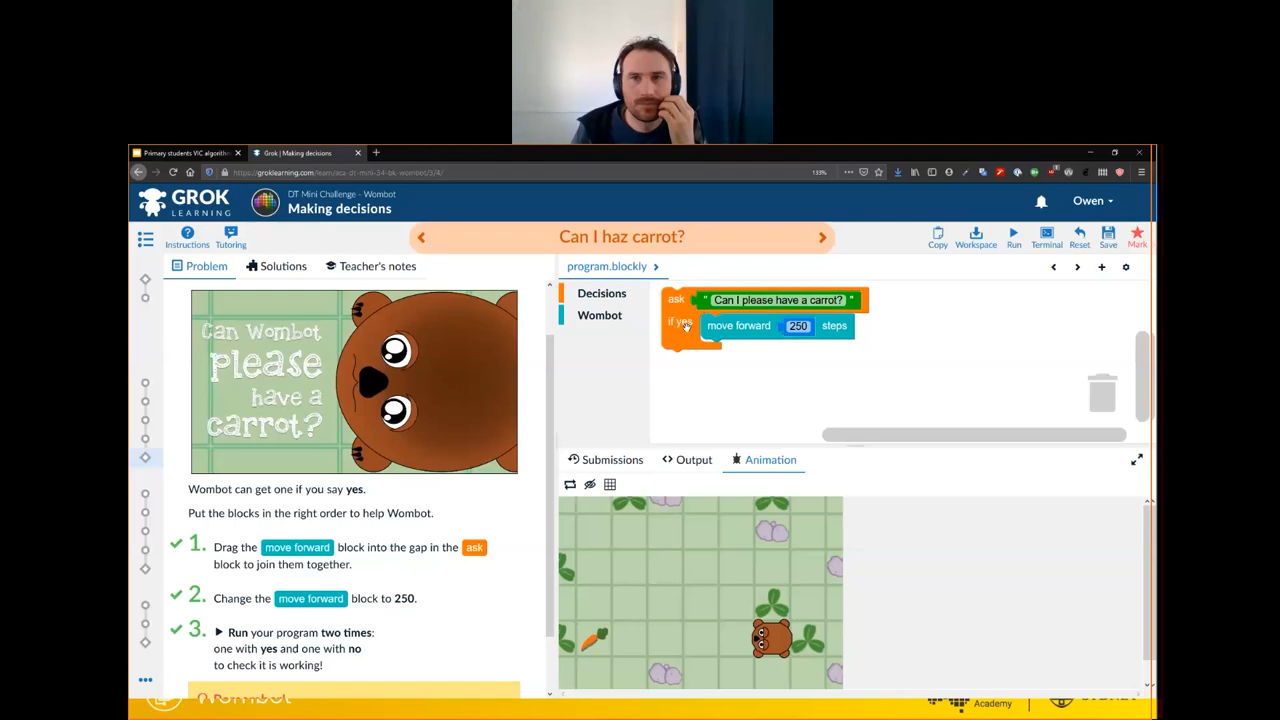 Primary students VIC algorith
Grok | Making decisions
https://groklearning.com/learn/aca-dt-mini-34-bk-wombot/3/4/
133%
GROK
LEARNING
DT Mini Challenge - Wombot
Making decisions
Owen
Instructions
Tutoring
Can I haz carrot?
Copy
Workspace
Run
Terminal
Reset
Save
Mark
Problem
Solutions
Teacher's notes
program.blockly
Can Wombot
please
have a
carrot?
Decisions
Wombot
ask " Can I please have a carrot? "
if yes move forward 250 steps
Wombot can get one if you say yes.
Put the blocks in the right order to help Wombot.
1. Drag the move forward block into the gap in the ask
block to join them together.
2. Change the move forward block to 250.
3. Run your program two times:
one with yes and one with no
to check it is working!
Submissions
Output
Animation
Wombot
Academy